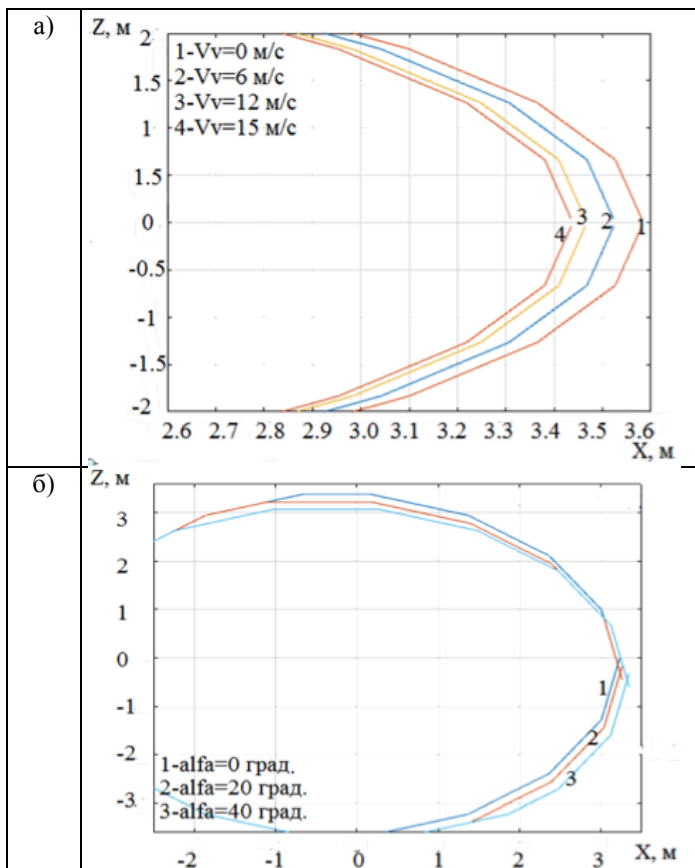 а)
Z, м
2
1.5
1
1.5
0
-0.5
-1
-1.5
-2
1-Vv=0 м/с
2-Vv=6 м/с
3-Vv=12 м/с
4-Vv=15 м/с
4 3 2 1
2.6 2.7 2.8 2.9 3.0 3.1 3.2 3.3 3.4 3.5 3.6
X, м
б)
Z, м
3
2
1
0
-1
-2
-3
1
2
3
1-alfa=0 град.
2-alfa=20 град.
3-alfa=40 град.
-2 -1 0 1 2 3
X, м